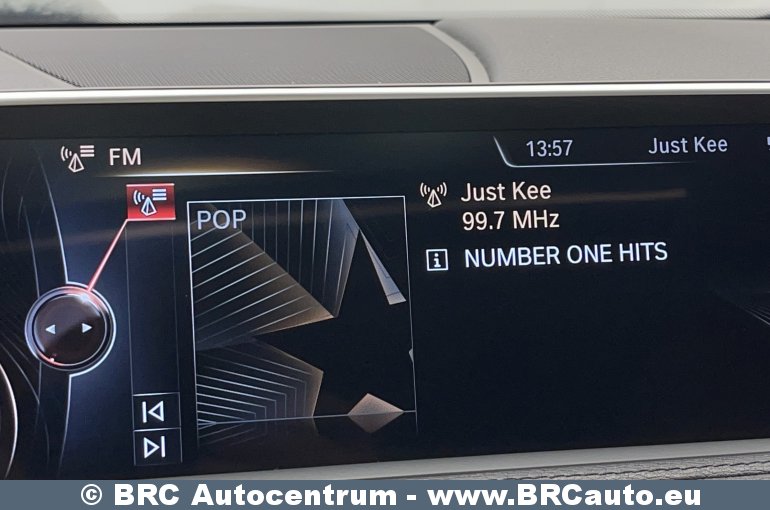 FM
13:57
Just Kee
POP
Just Kee
99.7 MHz
NUMBER ONE HITS
© BRC Autocentrum - www.BRCauto.eu